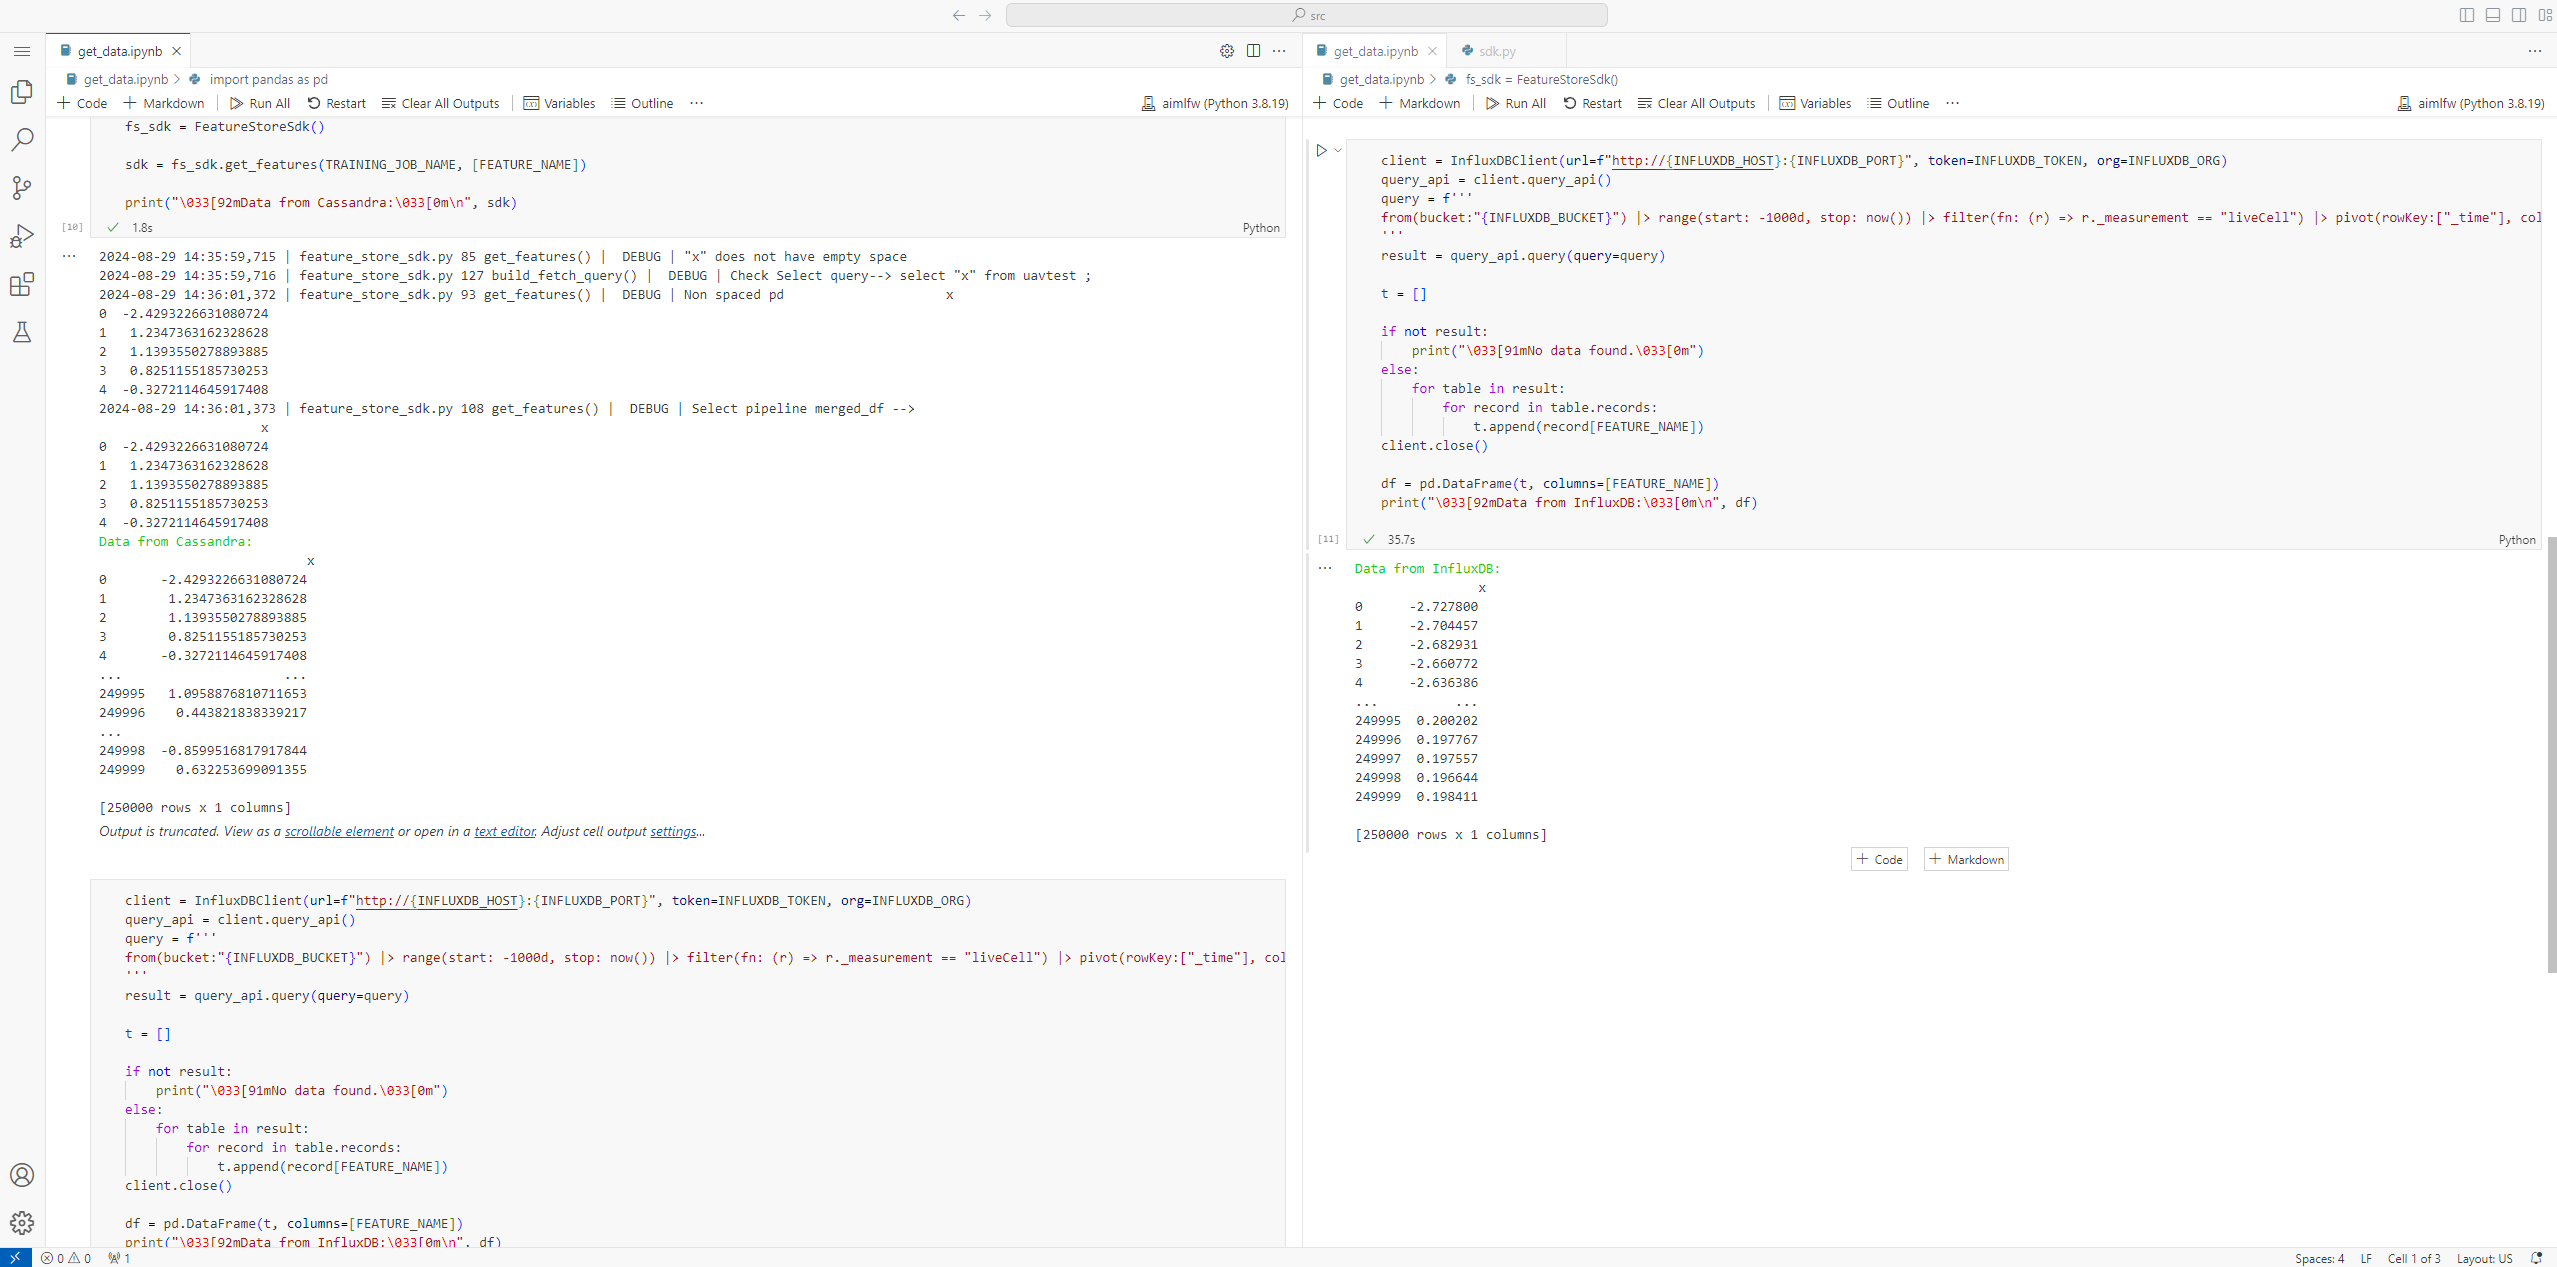 src
get_data.ipynb
get_data.ipynb > import pandas as pd
Code Markdown Run All Restart Clear All Outputs Variables Outline ... aimlfw (Python 3.8.19)
fs_sdk = FeatureStoreSdk()
sdk = fs_sdk.get_features(TRAINING_JOB_NAME, [FEATURE_NAME])
print("\033[92mData from Cassandra:\033[0m\n", sdk)
[10] 1.8s Python
2024-08-29 14:35:59,715 | feature_store_sdk.py 85 get_features() |  DEBUG | "x" does not have empty space
2024-08-29 14:35:59,716 | feature_store_sdk.py 127 build_fetch_query() |  DEBUG | Check Select query--> select "x" from uavtest ;
2024-08-29 14:36:01,372 | feature_store_sdk.py 93 get_features() |  DEBUG | Non spaced pd x
0 -2.4293226631080724
1 1.2347363162328628
2 1.1393550278893885
3 0.8251155185730253
4 -0.3272114645917408
2024-08-29 14:36:01,373 | feature_store_sdk.py 108 get_features() |  DEBUG | Select pipeline merged_df -->
x
0 -2.4293226631080724
1 1.2347363162328628
2 1.1393550278893885
3 0.8251155185730253
4 -0.3272114645917408
Data from Cassandra:
x
0 -2.4293226631080724
1 1.2347363162328628
2 1.1393550278893885
3 0.8251155185730253
4 -0.3272114645917408
... ...
249995 1.0958876810711653
249996 0.443821838339217
...
249998 -0.8599516817917844
249999 0.632253699091355
[250000 rows x 1 columns]
Output is truncated. View as a scrollable element or open in a text editor. Adjust cell output settings...
client = InfluxDBClient(url=f"http://{INFLUXDB_HOST}:{INFLUXDB_PORT}", token=INFLUXDB_TOKEN, org=INFLUXDB_ORG)
query_api = client.query_api()
query = f'''
from(bucket:"{INFLUXDB_BUCKET}") |> range(start: -1000d, stop: now()) |> filter(fn: (r) => r._measurement == "liveCell") |> pivot(rowKey:["_time"], col
'''
result = query_api.query(query=query)
t = []
if not result:
print("\033[91mNo data found.\033[0m")
else:
for table in result:
for record in table.records:
t.append(record[FEATURE_NAME])
client.close()
df = pd.DataFrame(t, columns=[FEATURE_NAME])
print("\033[92mData from InfluxDB:\033[0m\n", df)
get_data.ipynb sdk.py
get_data.ipynb > fs_sdk = FeatureStoreSdk()
Code Markdown Run All Restart Clear All Outputs Variables Outline ... aimlfw (Python 3.8.19)
client = InfluxDBClient(url=f"http://{INFLUXDB_HOST}:{INFLUXDB_PORT}", token=INFLUXDB_TOKEN, org=INFLUXDB_ORG)
query_api = client.query_api()
query = f'''
from(bucket:"{INFLUXDB_BUCKET}") |> range(start: -1000d, stop: now()) |> filter(fn: (r) => r._measurement == "liveCell") |> pivot(rowKey:["_time"], col
'''
result = query_api.query(query=query)
t = []
if not result:
print("\033[91mNo data found.\033[0m")
else:
for table in result:
for record in table.records:
t.append(record[FEATURE_NAME])
client.close()
df = pd.DataFrame(t, columns=[FEATURE_NAME])
print("\033[92mData from InfluxDB:\033[0m\n", df)
[11] 35.7s Python
Data from InfluxDB:
x
0 -2.727800
1 -2.704457
2 -2.682931
3 -2.660772
4 -2.636386
... ...
249995 0.200202
249996 0.197767
249997 0.197557
249998 0.196644
249999 0.198411
[250000 rows x 1 columns]
Code Markdown
0 0 1 Spaces: 4 LF Cell 1 of 3 Layout: US